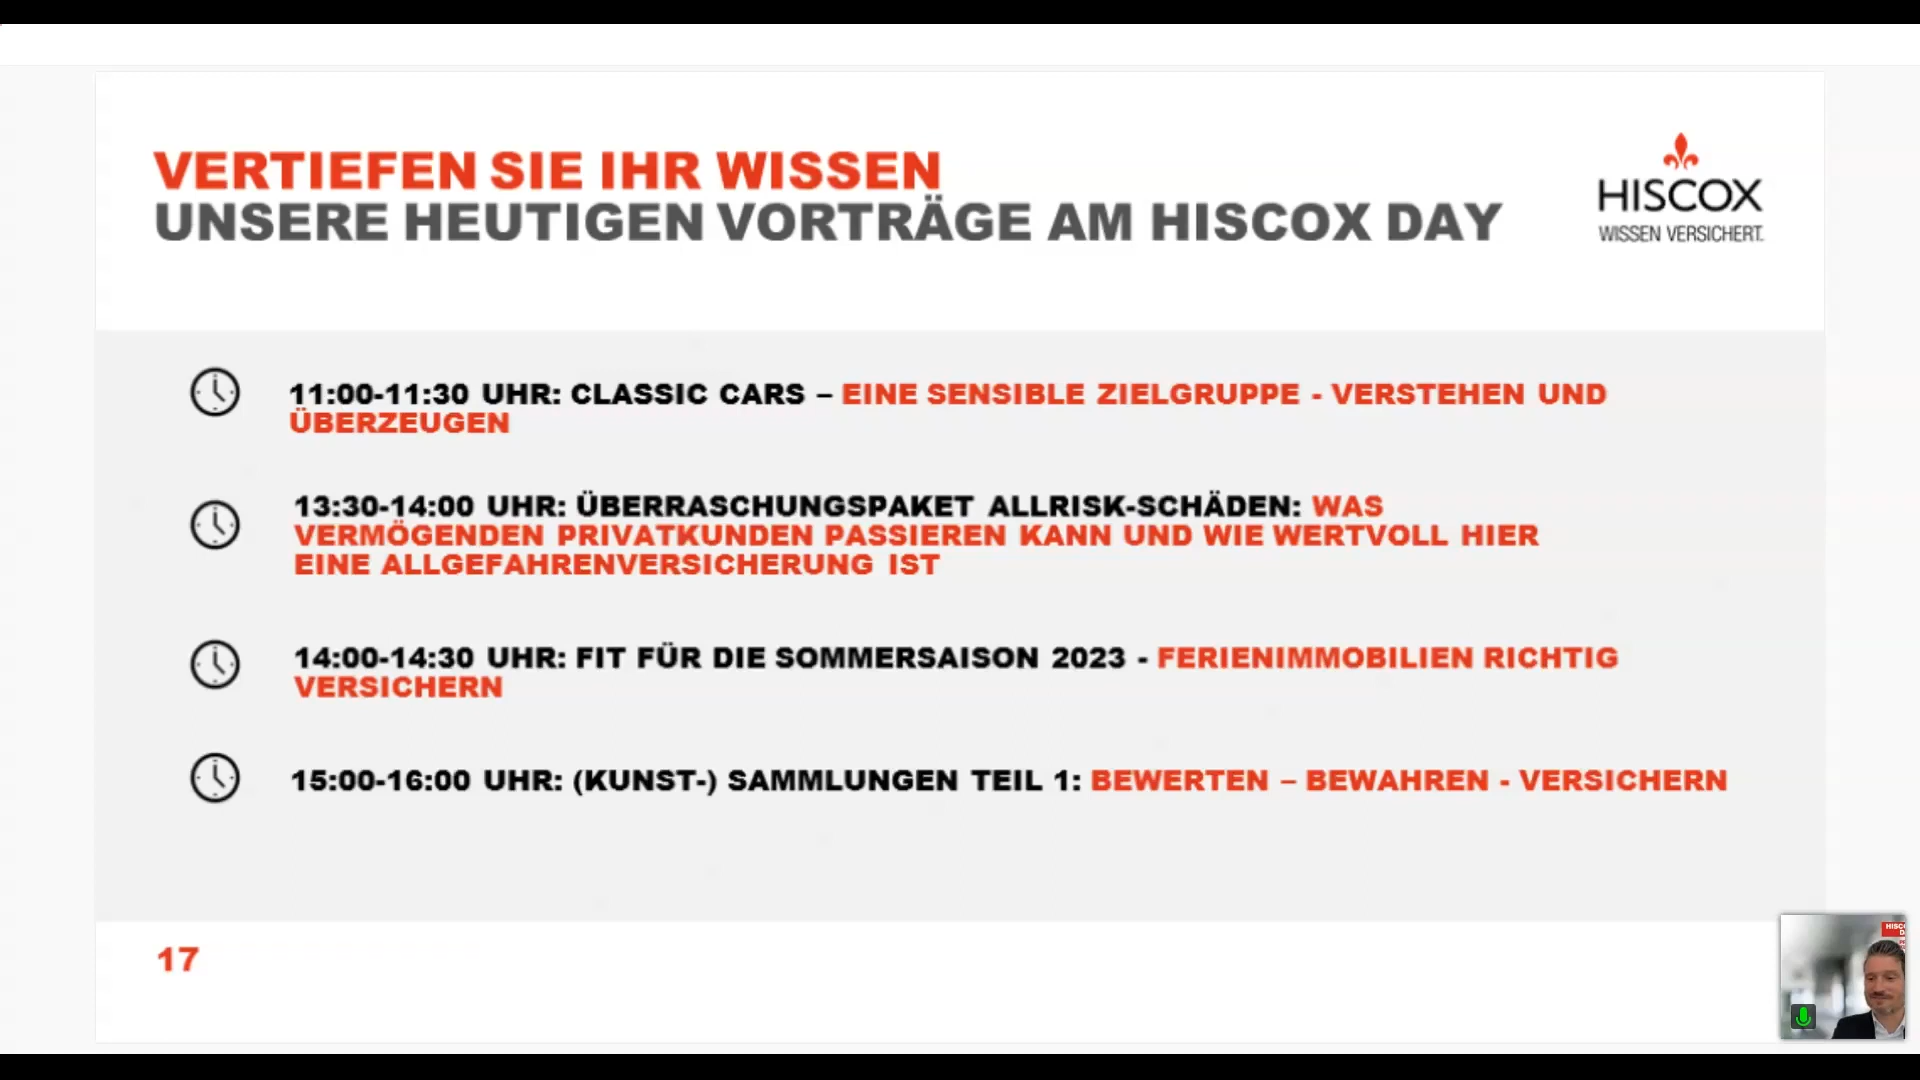 VERTIEFEN SIE IHR WISSEN
UNSERE HEUTIGEN VORTRÄGE AM HISCOX DAY
HISCOX
WISSEN VERSICHERT.
11:00-11:30 UHR: CLASSIC CARS – EINE SENSIBLE ZIELGRUPPE - VERSTEHEN UND
ÜBERZEUGEN
13:30-14:00 UHR: ÜBERRASCHUNGSPAKET ALLRISK-SCHÄDEN: WAS
VERMÖGENDEN PRIVATKUNDEN PASSIEREN KANN UND WIE WERTVOLL HIER
EINE ALLGEFAHRENVERSICHERUNG IST
14:00-14:30 UHR: FIT FÜR DIE SOMMERSAISON 2023 - FERIENIMMOBILIEN RICHTIG
VERSICHERN
15:00-16:00 UHR: (KUNST-) SAMMLUNGEN TEIL 1: BEWERTEN – BEWAHREN - VERSICHERN
17